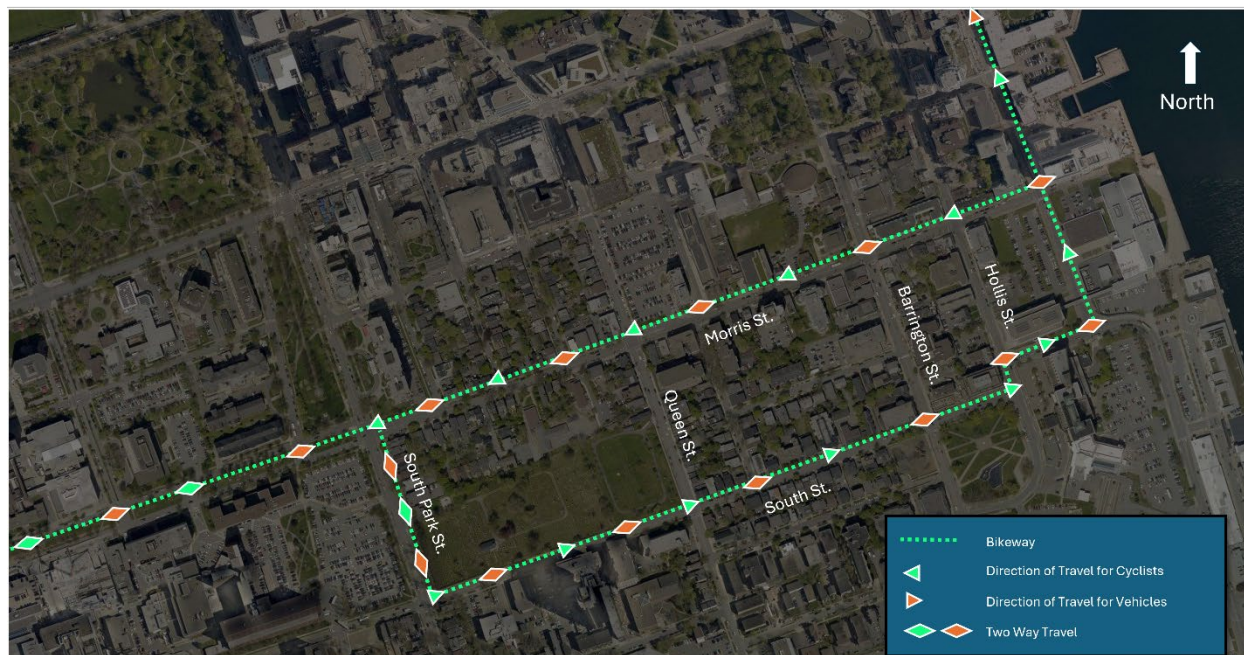 North
Morris St.
Hollis St.
Barrington St.
Queen St.
South Park St.
South St.
Bikeway
Direction of Travel for Cyclists
Direction of Travel for Vehicles
Two Way Travel